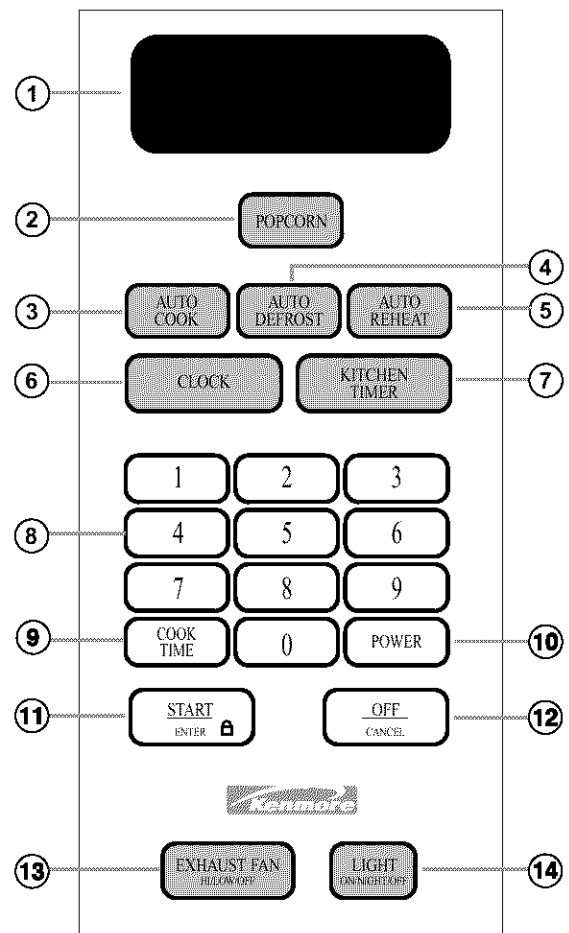 1
POPCORN
2
4
AUTO COOK
AUTO DEFROST
AUTO REHEAT
3
5
6
CLOCK
KITCHEN TIMER
7
1 2 3
8
4 5 6
7 8 9
9
COOK TIME
0
POWER
10
11
START
ENTER
OFF
CANCEL
12
Kenmore
13
EXHAUST FAN
HI/LOW/OFF
LIGHT
ON/NIGHT/OFF
14